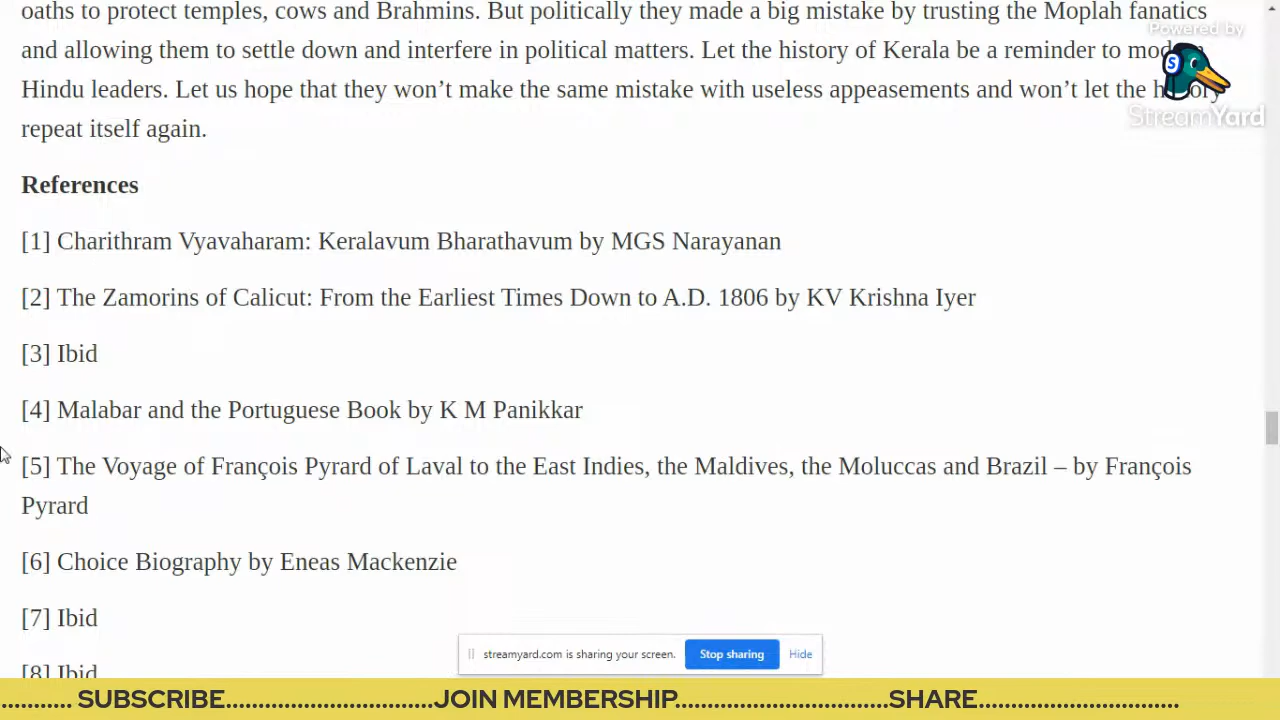 oaths to protect temples, cows and Brahmins. But politically they made a big mistake by trusting the Moplah fanatics
Powered by
and allowing them to settle down and interfere in political matters. Let the history of Kerala be a reminder to
Hindu leaders. Let us hope that they won’t make the same mistake with useless appeasements and won’t let the
S
StreamYard
repeat itself again.
References
[1] Charithram Vyavaharam: Keralavum Bharathavum by MGS Narayanan
[2] The Zamorins of Calicut: From the Earliest Times Down to A.D. 1806 by KV Krishna Iyer
[3] Ibid
[4] Malabar and the Portuguese Book by K M Panikkar
[5] The Voyage of François Pyrard of Laval to the East Indies, the Maldives, the Moluccas and Brazil – by François
Pyrard
[6] Choice Biography by Eneas Mackenzie
[7] Ibid
streamyard.com is sharing your screen. Stop sharing Hide
[8] Ibid
........... SUBSCRIBE.............................JOIN MEMBERSHIP.............................SHARE............................